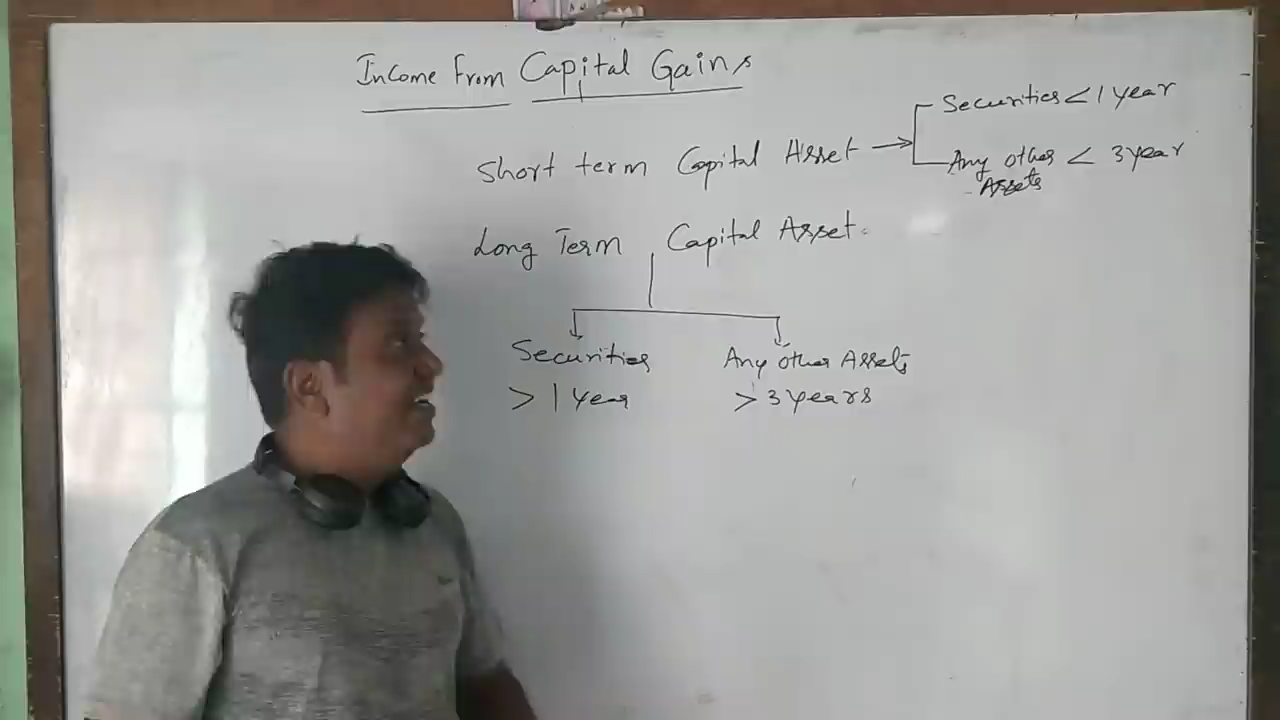 Income From Capital Gains
Short term Capital Asset → Securities < 1 year
Any other < 3 year
Assets
Long Term Capital Asset.
Securities
> 1 year
Any other Assets
> 3 years